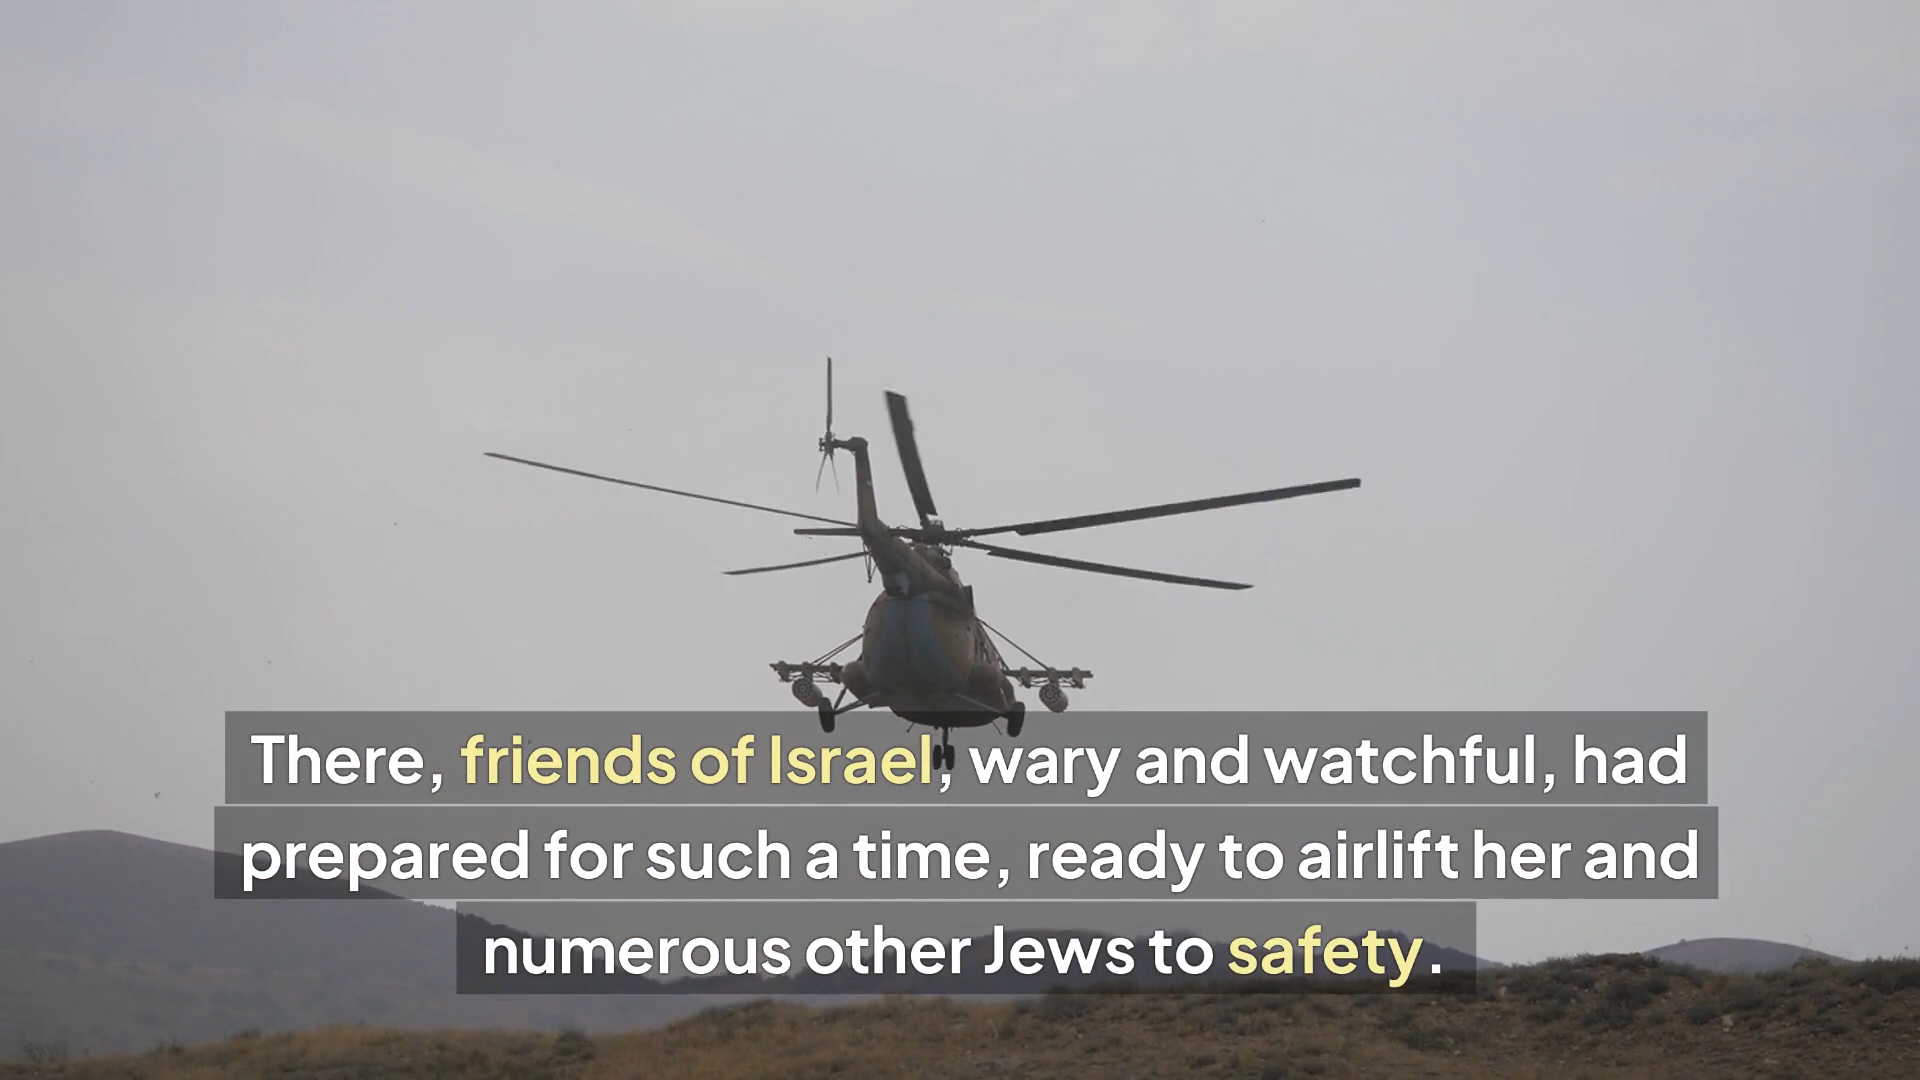 There, friends of Israel, wary and watchful, had
prepared for such a time, ready to airlift her and
numerous other Jews to safety.